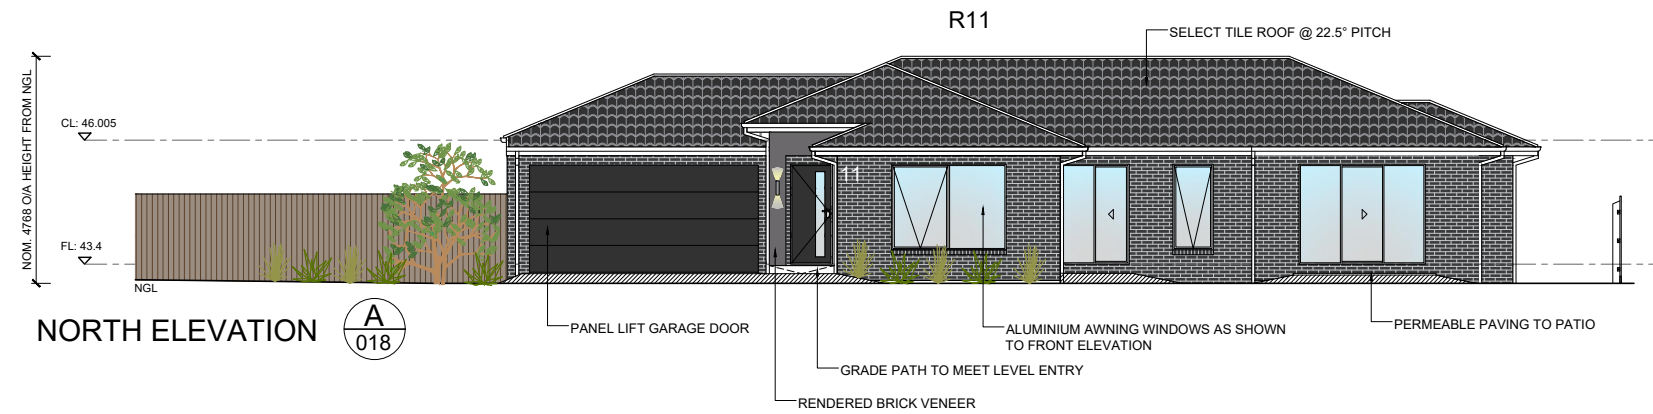 R11
SELECT TILE ROOF @ 22.5° PITCH
NOM. 4768 O/A HEIGHT FROM NGL
CL: 46.005
11
FL: 43.4
NGL
NORTH ELEVATION
A
018
PANEL LIFT GARAGE DOOR
ALUMINIUM AWNING WINDOWS AS SHOWN
TO FRONT ELEVATION
PERMEABLE PAVING TO PATIO
GRADE PATH TO MEET LEVEL ENTRY
RENDERED BRICK VENEER